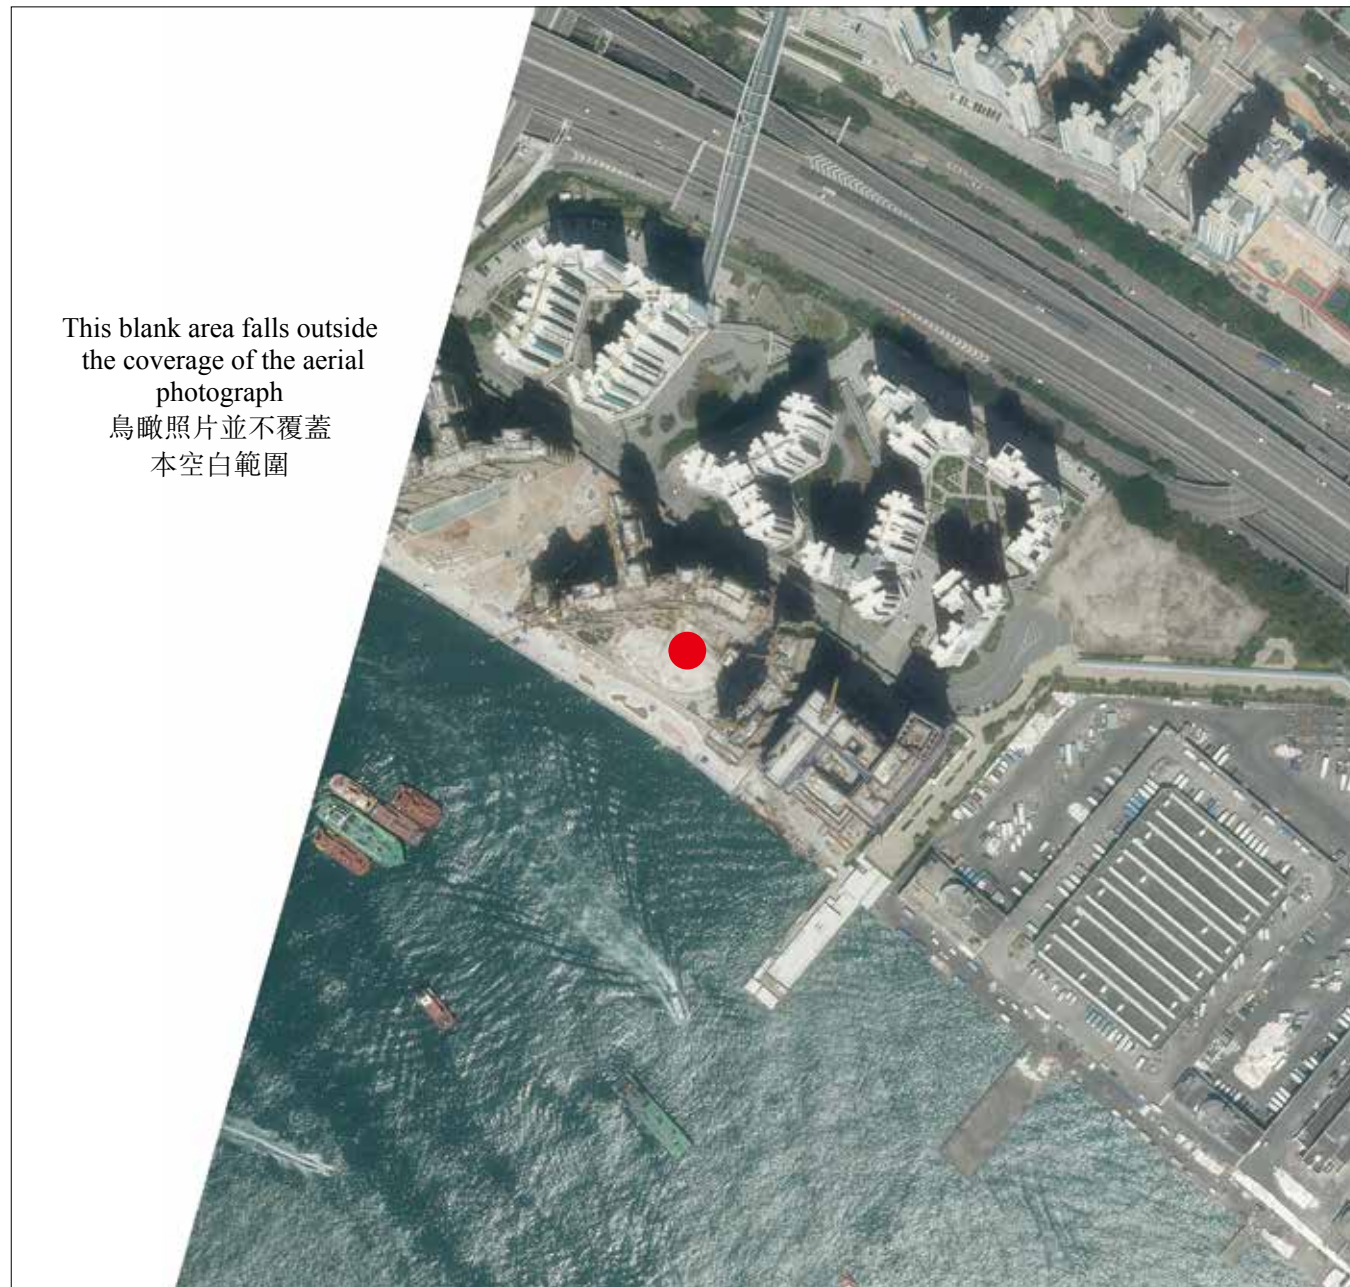 This blank area falls outside
the coverage of the aerial
photograph
鳥瞰照片並不覆蓋
本空白範圍